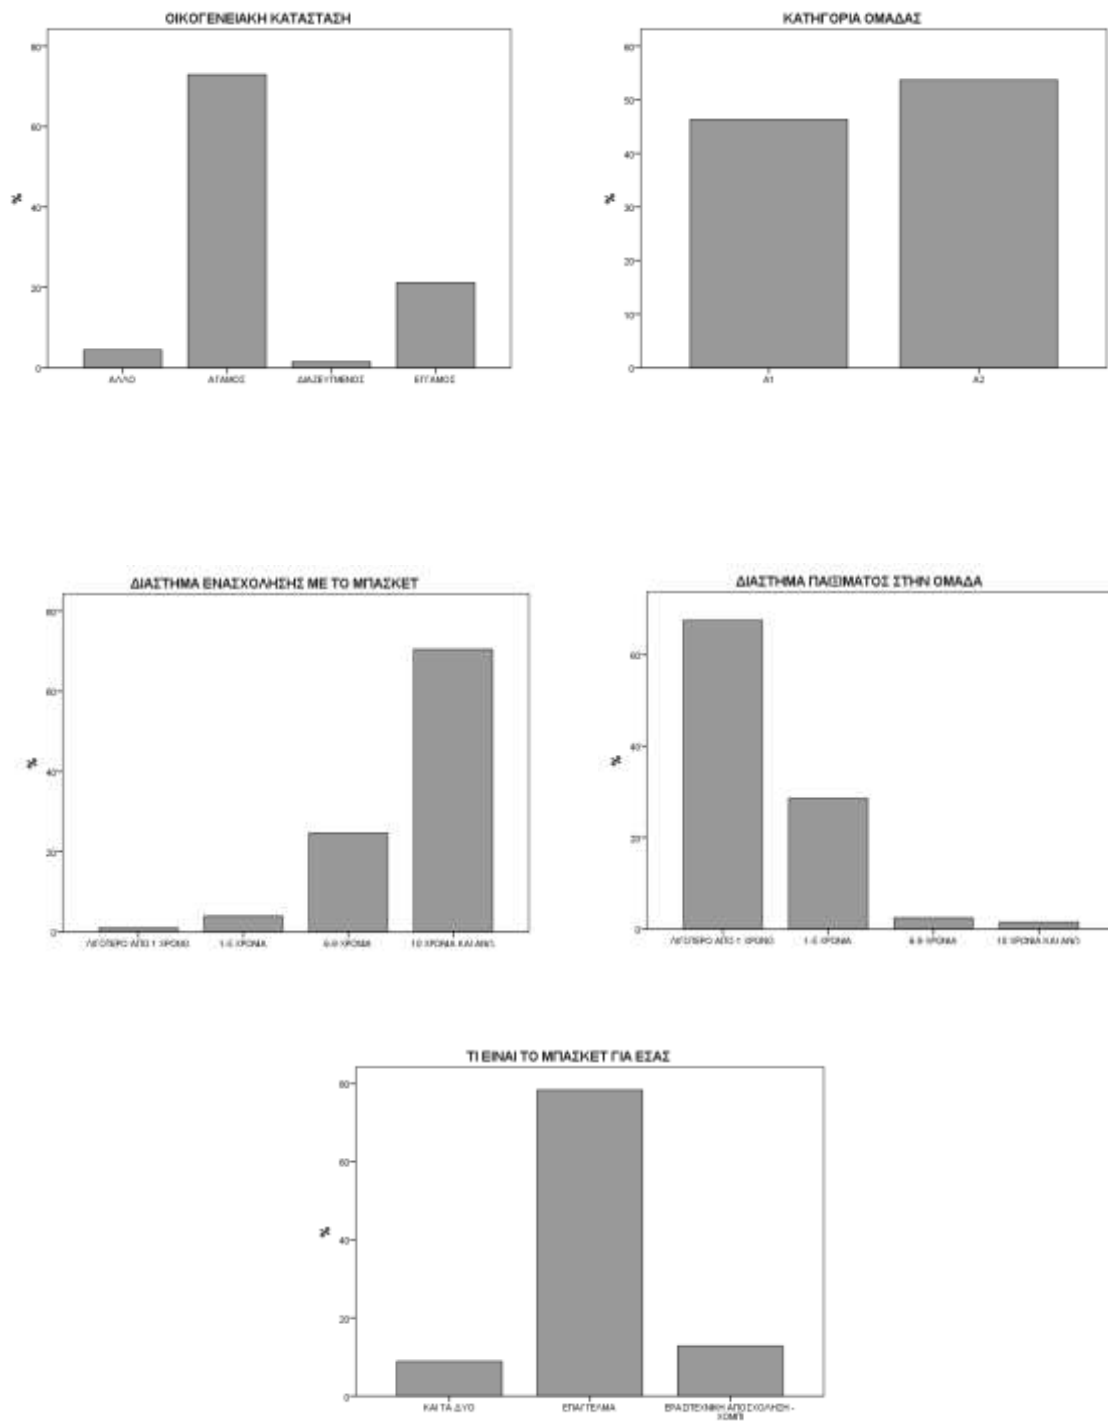 ΟΙΚΟΓΕΝΕΙΑΚΗ ΚΑΤΑΣΤΑΣΗ
80
60
40
20
0
%
ΑΛΛΟ ΑΓΑΜΟΣ ΔΙΑΖΕΥΓΜΕΝΟΣ ΕΓΓΑΜΟΣ
ΚΑΤΗΓΟΡΙΑ ΟΜΑΔΑΣ
60
50
40
30
20
10
0
%
Α1 Α2
ΔΙΑΣΤΗΜΑ ΕΝΑΣΧΟΛΗΣΗΣ ΜΕ ΤΟ ΜΠΑΣΚΕΤ
80
60
40
20
0
%
ΛΙΓΟΤΕΡΟ ΑΠΟ 1 ΧΡΟΝΟ 1-5 ΧΡΟΝΙΑ 6-9 ΧΡΟΝΙΑ 10 ΧΡΟΝΙΑ ΚΑΙ ΑΝΩ
ΔΙΑΣΤΗΜΑ ΠΑΙΞΙΜΑΤΟΣ ΣΤΗΝ ΟΜΑΔΑ
60
40
20
0
%
ΛΙΓΟΤΕΡΟ ΑΠΟ 1 ΧΡΟΝΟ 1-5 ΧΡΟΝΙΑ 6-9 ΧΡΟΝΙΑ 10 ΧΡΟΝΙΑ ΚΑΙ ΑΝΩ
ΤΙ ΕΙΝΑΙ ΤΟ ΜΠΑΣΚΕΤ ΓΙΑ ΕΣΑΣ
80
60
40
20
0
%
ΚΑΙ ΤΑ ΔΥΟ ΕΠΑΓΓΕΛΜΑ ΕΡΑΣΙΤΕΧΝΙΚΗ ΑΠΑΣΧΟΛΗΣΗ -
ΧΟΜΠΙ